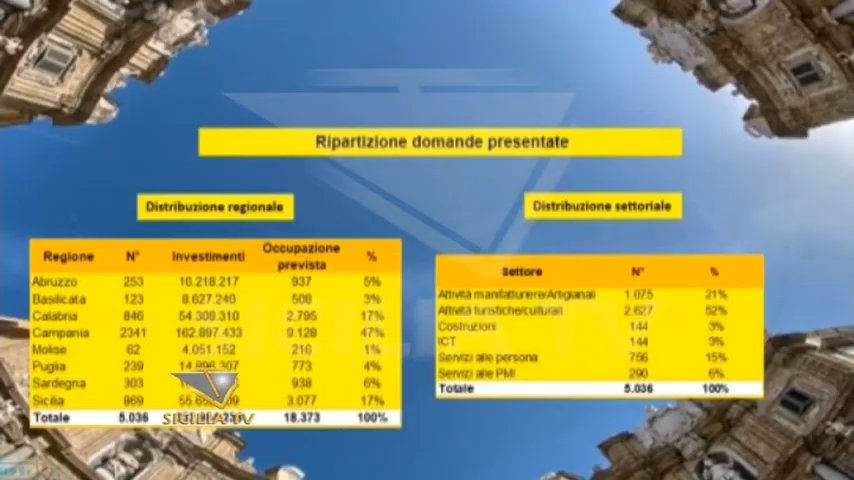 Ripartizione domande presentate
Distribuzione regionale
Regione N° Investimenti Occupazione prevista %
Abruzzo 253 16.218.217 937 5%
Basilicata 123 8.627.240 508 3%
Calabria 846 54.308.310 2.795 17%
Campania 2341 162.897.433 9.128 47%
Molise 62 4.051.152 216 1%
Puglia 239 773 4%
Sardegna 303 938 6%
Sicilia 869 3.077 17%
Totale 5.036 18.373 100%
Distribuzione settoriale
Settore N° %
Attività manifatturiere/Artigianali 1.075 21%
Attività turistiche/culturali 2.627 52%
Costruzioni 144 3%
ICT 144 3%
Servizi alle persona 756 15%
Servizi alle PMI 290 6%
Totale 5.036 100%
SICILIA TV
SICILIA TV